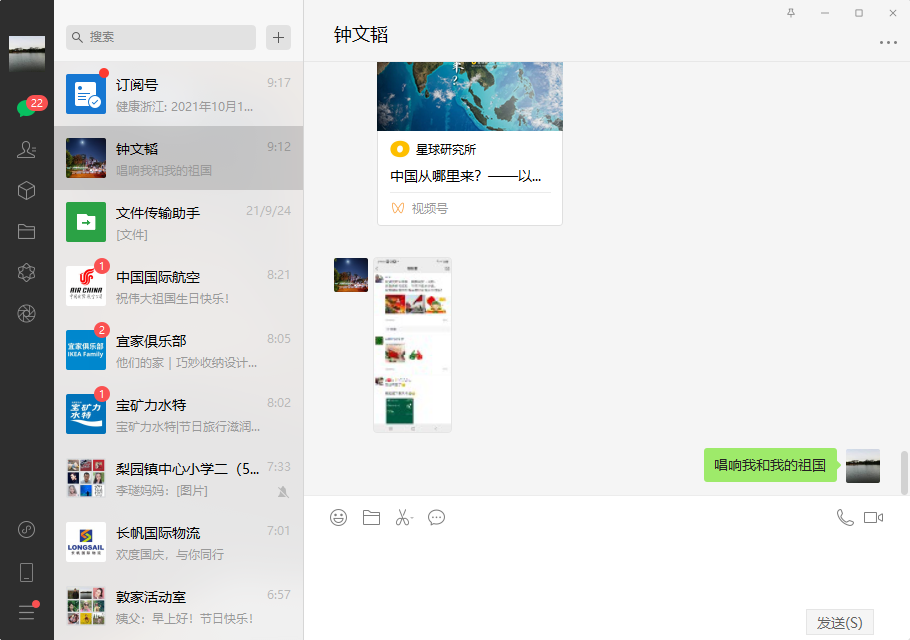 22
搜索
订阅号
9:17
健康浙江: 2021年10月1...
钟文韬
9:12
唱响我和我的祖国
文件传输助手
21/9/24
[文件]
1
中国国际航空
8:21
AIR CHINA
祝伟大祖国生日快乐！
2
宜家俱乐部
8:05
宜家俱乐部
IKEA Family
他们的家 | 巧妙收纳设计...
1
宝矿力水特
8:02
宝矿力
水特
宝矿力水特|节日旅行滋润...
梨园镇中心小学二（5...
7:33
李璲妈妈：[图片]
长帆国际物流
7:01
LONGSAIL
长帆国际物流
欢度国庆，与你同行
敦家活动室
6:57
姨父：早上好！节日快乐！
钟文韬
来？
星球研究所
中国从哪里来？——以...
视频号
唱响我和我的祖国
发送(S)